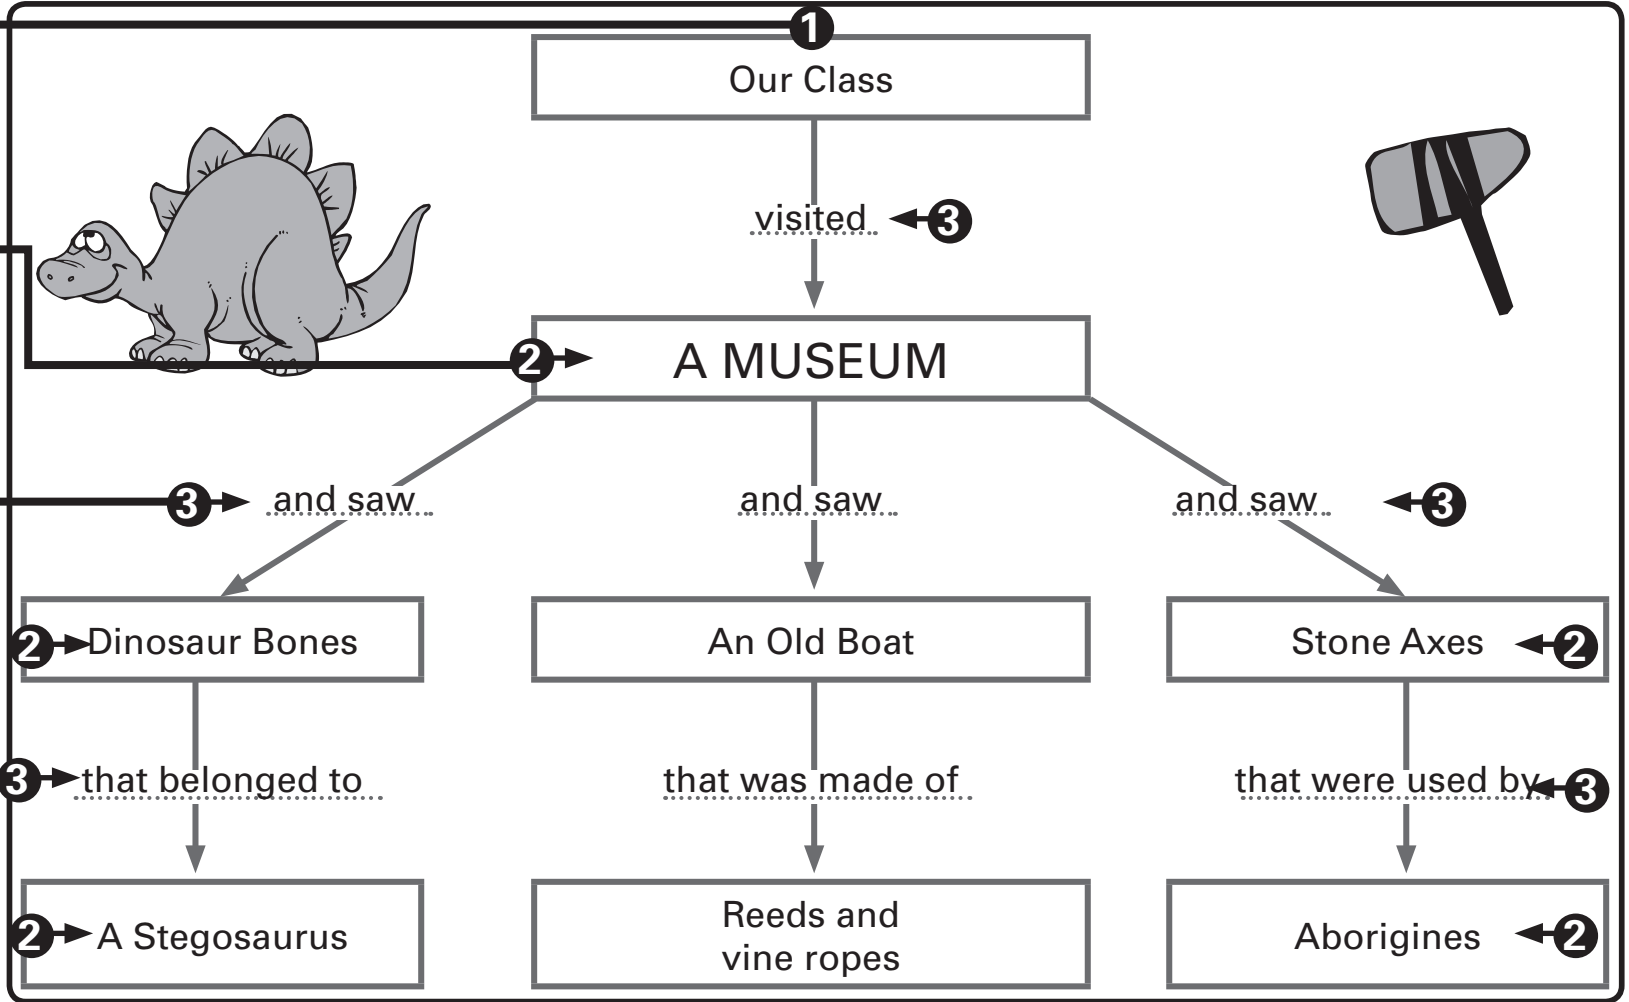 1
Our Class
visited 3
2 A MUSEUM
3 and saw
and saw
and saw 3
2 Dinosaur Bones
An Old Boat
Stone Axes 2
3 that belonged to
that was made of
that were used by 3
2 A Stegosaurus
Reeds and
vine ropes
Aborigines 2